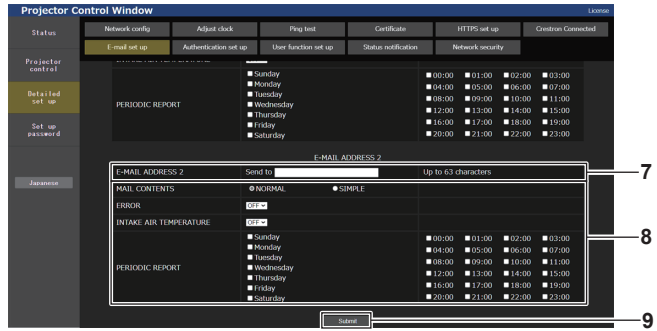 Projector Control Window
License
Status
Projector control
Detailed set up
Set up password
Japanese
Network config
Adjust clock
Ping test
Certificate
HTTPS set up
Crestron Connected
E-mail set up
Authentication set up
User function set up
Status notification
Network security
PERIODIC REPORT
Sunday
Monday
Tuesday
Wednesday
Thursday
Friday
Saturday
00:00 01:00 02:00 03:00
04:00 05:00 06:00 07:00
08:00 09:00 10:00 11:00
12:00 13:00 14:00 15:00
16:00 17:00 18:00 19:00
20:00 21:00 22:00 23:00
E-MAIL ADDRESS 2
E-MAIL ADDRESS 2 Send to Up to 63 characters
7
MAIL CONTENTS NORMAL SIMPLE
ERROR OFF
INTAKE AIR TEMPERATURE OFF
8
PERIODIC REPORT
Sunday
Monday
Tuesday
Wednesday
Thursday
Friday
Saturday
00:00 01:00 02:00 03:00
04:00 05:00 06:00 07:00
08:00 09:00 10:00 11:00
12:00 13:00 14:00 15:00
16:00 17:00 18:00 19:00
20:00 21:00 22:00 23:00
Submit
9